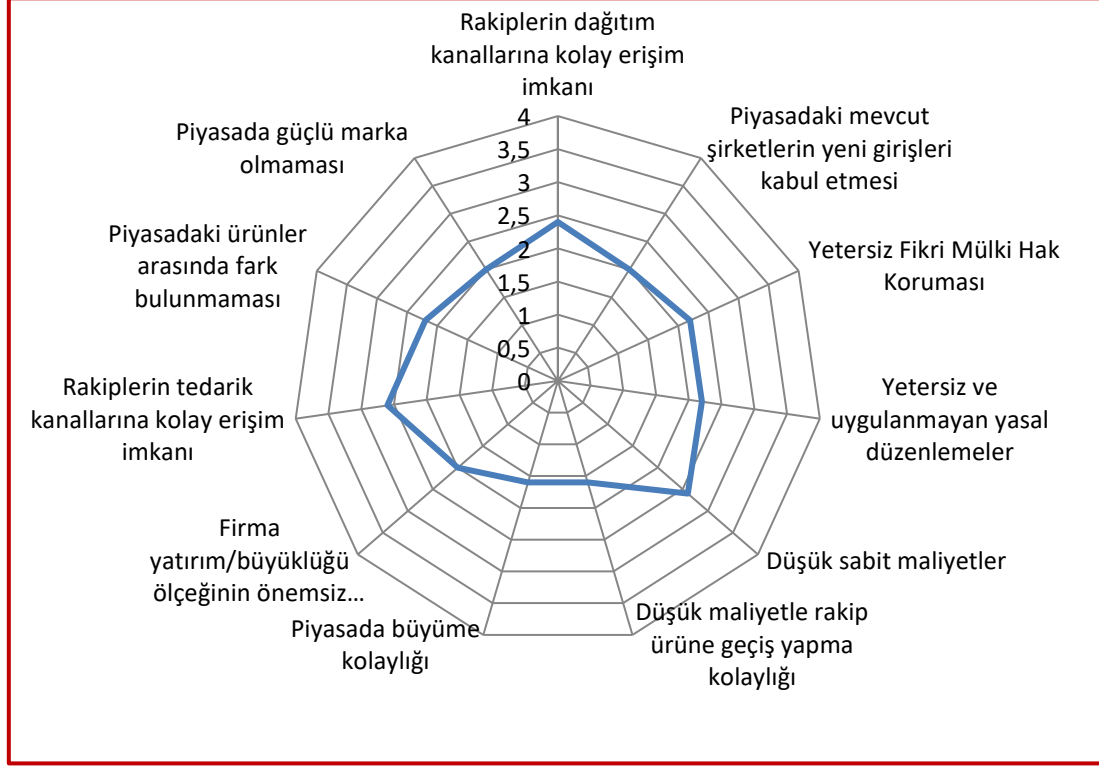 Rakiplerin dağıtım
kanallarına kolay erişim
imkanı
Piyasadaki mevcut
şirketlerin yeni girişleri
kabul etmesi
Yetersiz Fikri Mülki Hak
Koruması
Yetersiz ve
uygulanmayan yasal
düzenlemeler
Düşük sabit maliyetler
Düşük maliyetle rakip
ürüne geçiş yapma
kolaylığı
Piyasada büyüme
kolaylığı
Firma
yatırım/büyüklüğü
ölçeğinin önemsiz...
Rakiplerin tedarik
kanallarına kolay erişim
imkanı
Piyasadaki ürünler
arasında fark
bulunmaması
Piyasada güçlü marka
olmaması
4
3,5
3
2,5
2
1,5
1
0,5
0